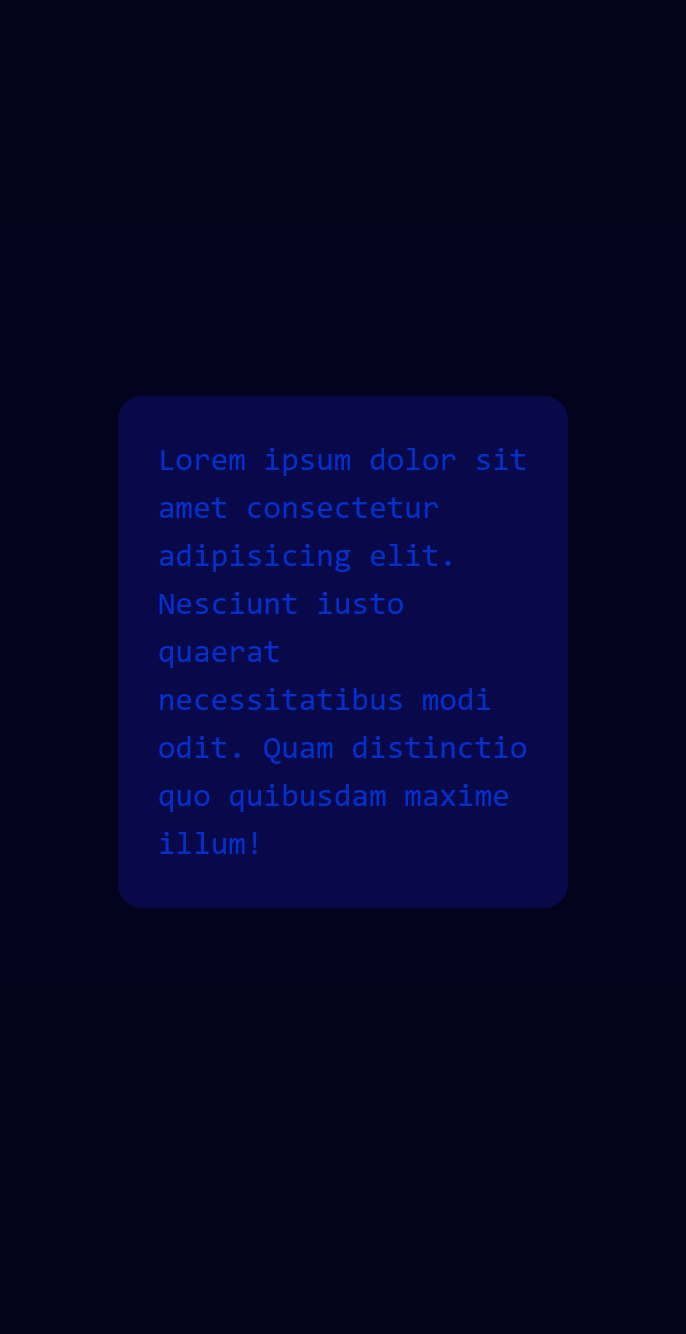 Lorem ipsum dolor sit
amet consectetur
adipisicing elit.
Nesciunt iusto
quaerat
necessitatibus modi
odit. Quam distinctio
quo quibusdam maxime
illum!